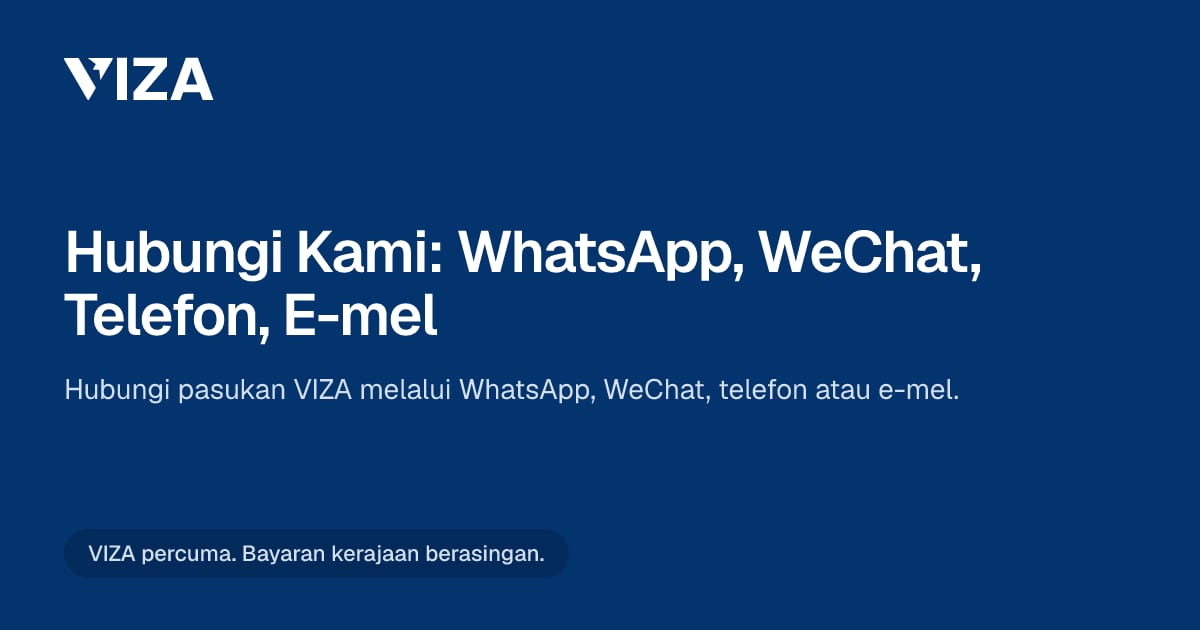 VIZA
Hubungi Kami: WhatsApp, WeChat,
Telefon, E-mel
Hubungi pasukan VIZA melalui WhatsApp, WeChat, telefon atau e-mel.
VIZA percuma. Bayaran kerajaan berasingan.